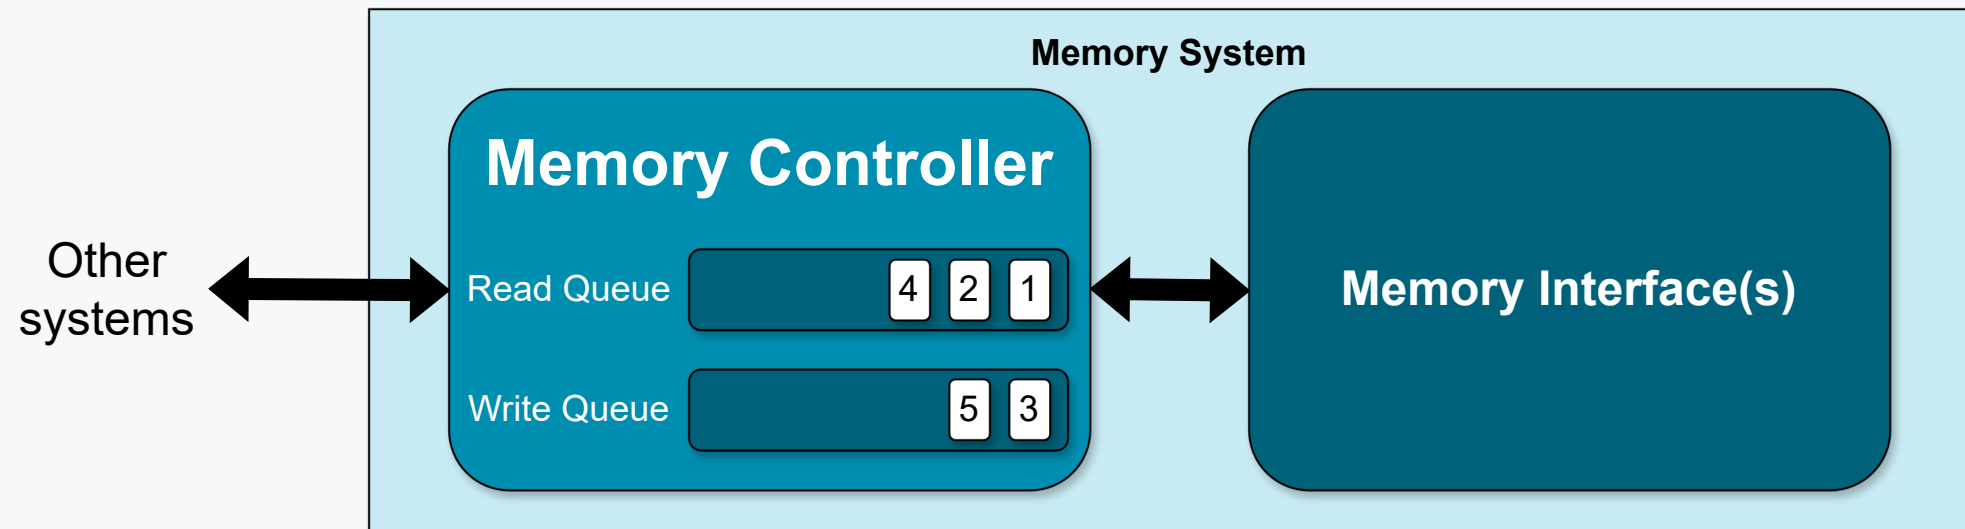 Memory System
Memory Controller
Other
systems
Read Queue
4 2 1
Write Queue
5 3
Memory Interface(s)